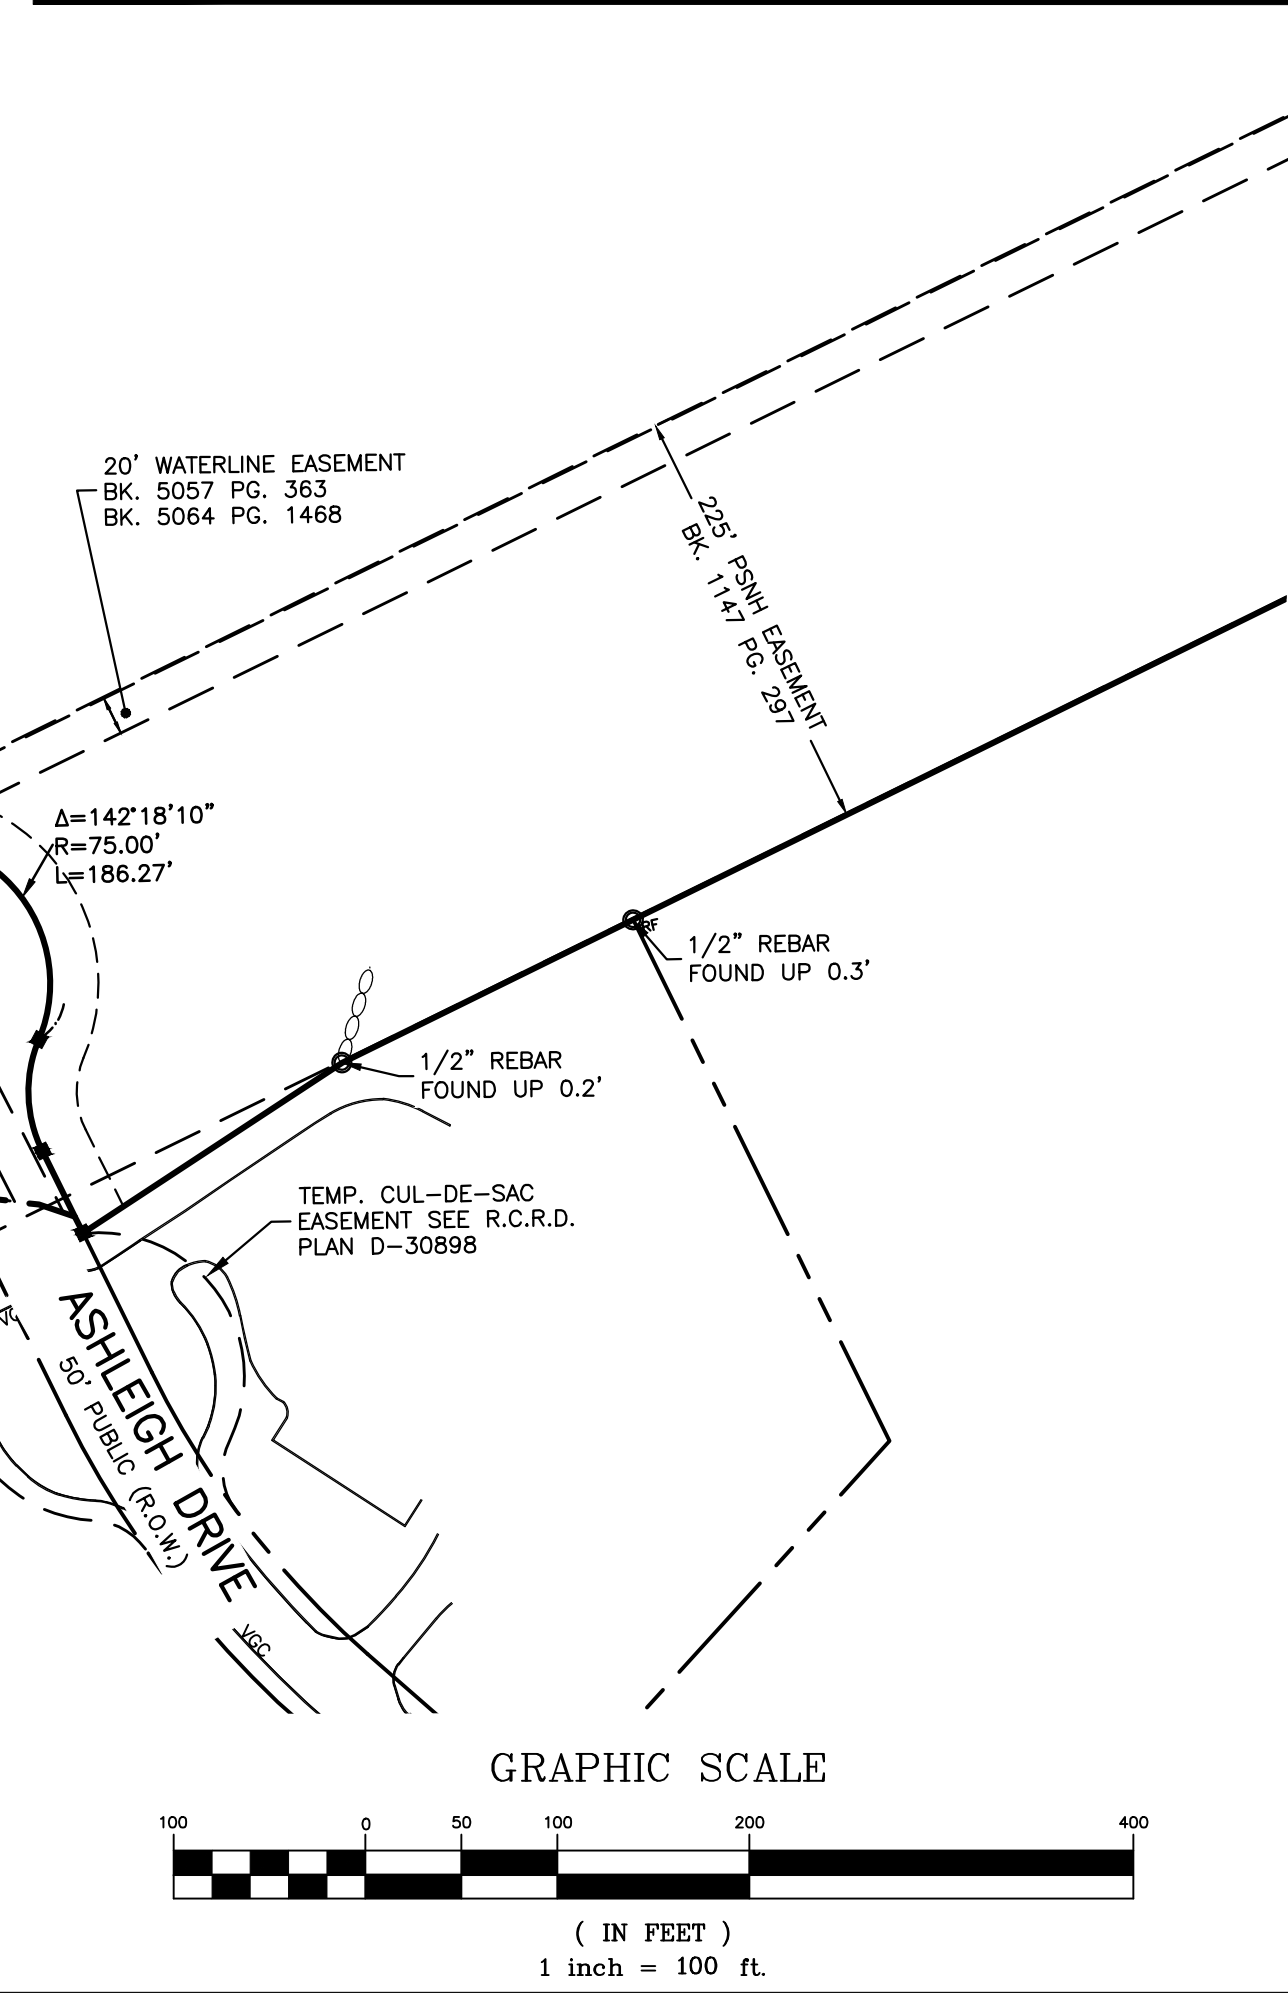 20' WATERLINE EASEMENT
BK. 5057 PG. 363
BK. 5064 PG. 1468
225' PSNH EASEMENT
BK. 1147 PG. 297
Δ=142°18'10"
R=75.00'
L=186.27'
RF
1/2" REBAR
FOUND UP 0.3'
1/2" REBAR
FOUND UP 0.2'
TEMP. CUL-DE-SAC
EASEMENT SEE R.C.R.D.
PLAN D-30898
ASHLEIGH DRIVE
50' PUBLIC (R.O.W.)
VGC
GRAPHIC SCALE
100 0 50 100 200 400
( IN FEET )
1 inch = 100 ft.